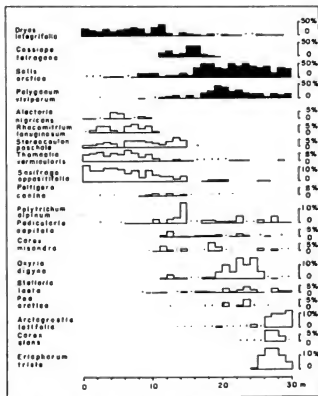 Dryas 50%
integrifolia 0
Cassiope 50%
tetragona 0
Salix 50%
arctica 0
Polygonum 50%
viviparum 0
Alectoria 5%
nigricans 0
Rhacomitrium 5%
lanuginosum 0
Stereocaulon 5%
paschale 0
Thamnolia 5%
vermicularis 0
Saxifraga 10%
oppositifolia 0
Peltigera 5%
canina 0
Polytrichum 10%
alpinum 0
Pedicularis 5%
capitata 0
Carex 5%
misandra 0
Oxyria 10%
digyna 0
Stellaria 5%
laeta 0
Poa 5%
arctica 0
Arctagrostis 10%
latifolia 0
Carex 5%
stans 0
Eriophorum 10%
triste 0
0 10 20 30 m